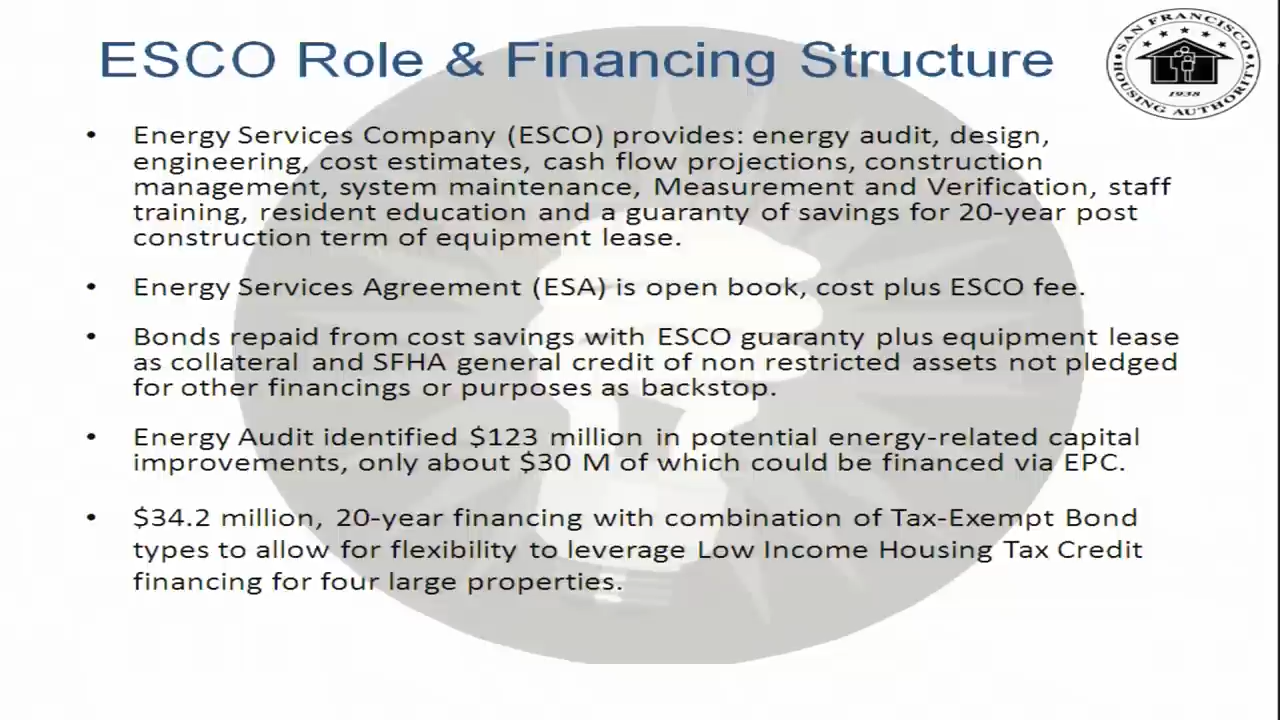 ESCO Role & Financing Structure
SAN FRANCISCO
HOUSING AUTHORITY
1938
• Energy Services Company (ESCO) provides: energy audit, design,
engineering, cost estimates, cash flow projections, construction
management, system maintenance, Measurement and Verification, staff
training, resident education and a guaranty of savings for 20-year post
construction term of equipment lease.
• Energy Services Agreement (ESA) is open book, cost plus ESCO fee.
• Bonds repaid from cost savings with ESCO guaranty plus equipment lease
as collateral and SFHA general credit of non restricted assets not pledged
for other financings or purposes as backstop.
• Energy Audit identified $123 million in potential energy-related capital
improvements, only about $30 M of which could be financed via EPC.
• $34.2 million, 20-year financing with combination of Tax-Exempt Bond
types to allow for flexibility to leverage Low Income Housing Tax Credit
financing for four large properties.